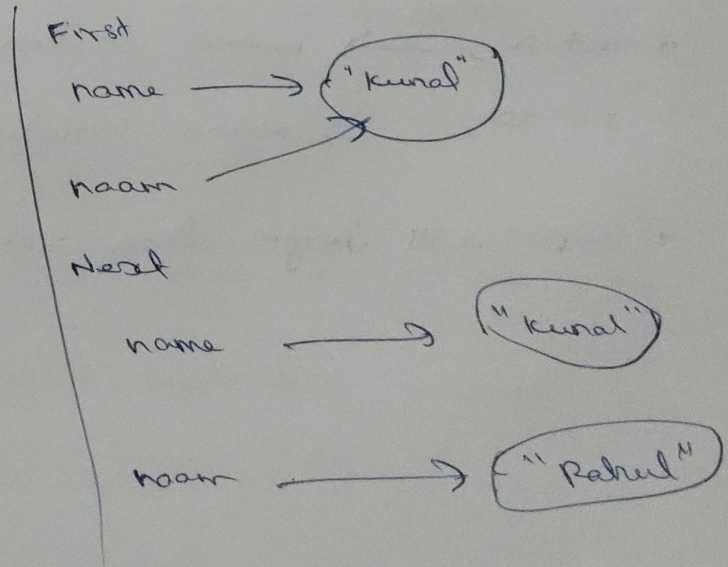 First
name → "Kunal"
naam
Next
name → "Kunal"
naam → "Rahul"